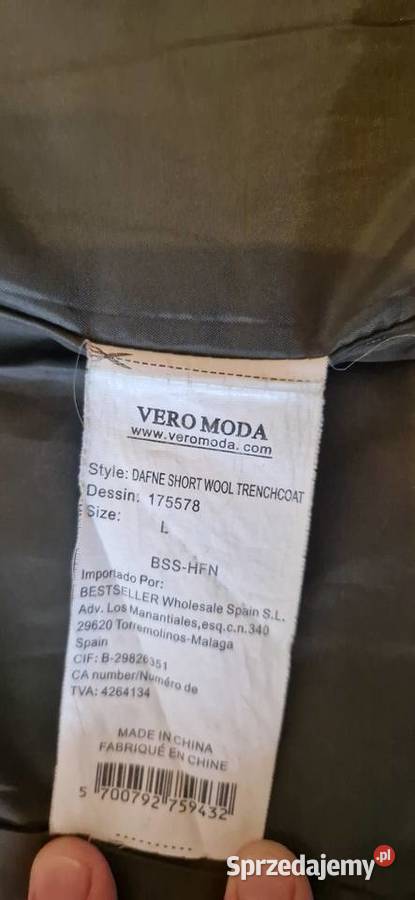 VERO MODA
www.veromoda.com
Style: DAFNE SHORT WOOL TRENCHCOAT
Dessin: 175578
Size: L
BSS-HFN
Importado Por:
BESTSELLER Wholesale Spain S.L.
Adv. Los Manantiales,esq.c.n.340
29620 Torremolinos-Malaga
Spain
CIF: B-29826351
CA number/Numéro de
TVA: 4264134
MADE IN CHINA
FABRIQUÉ EN CHINE
5 700792 759432
Sprzedajemy.pl